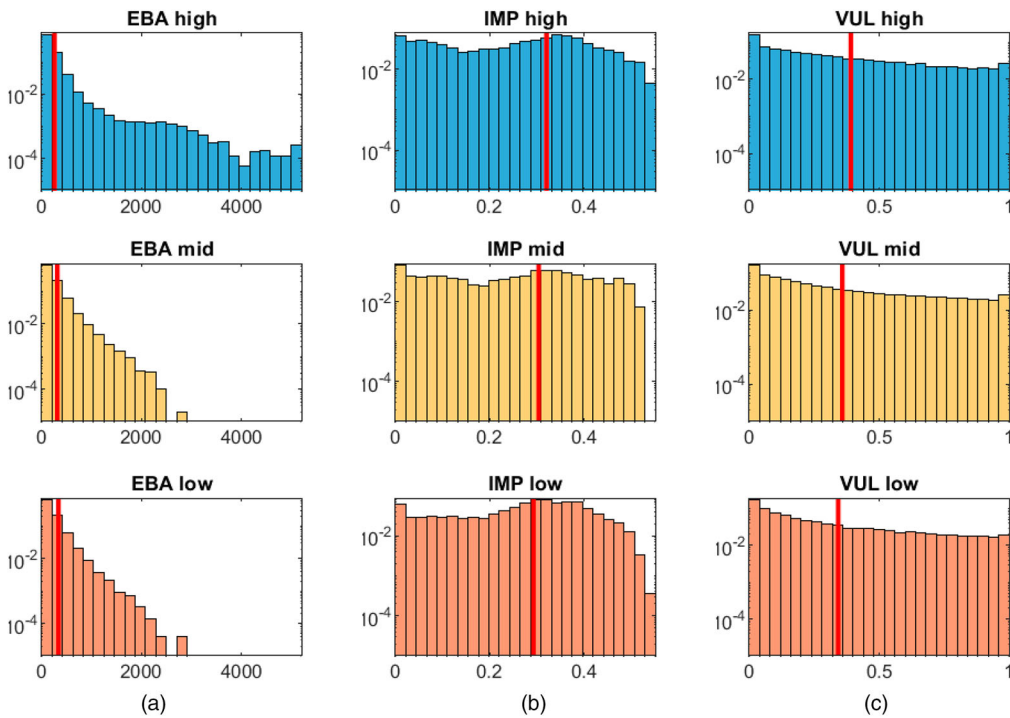 EBA high
IMP high
VUL high
10^-2
10^-4
0 2000 4000
10^-2
10^-4
0 0.2 0.4
10^-2
10^-4
0 0.5 1
EBA mid
IMP mid
VUL mid
10^-2
10^-4
0 2000 4000
10^-2
10^-4
0 0.2 0.4
10^-2
10^-4
0 0.5 1
EBA low
IMP low
VUL low
10^-2
10^-4
0 2000 4000
10^-2
10^-4
0 0.2 0.4
10^-2
10^-4
0 0.5 1
(a)
(b)
(c)